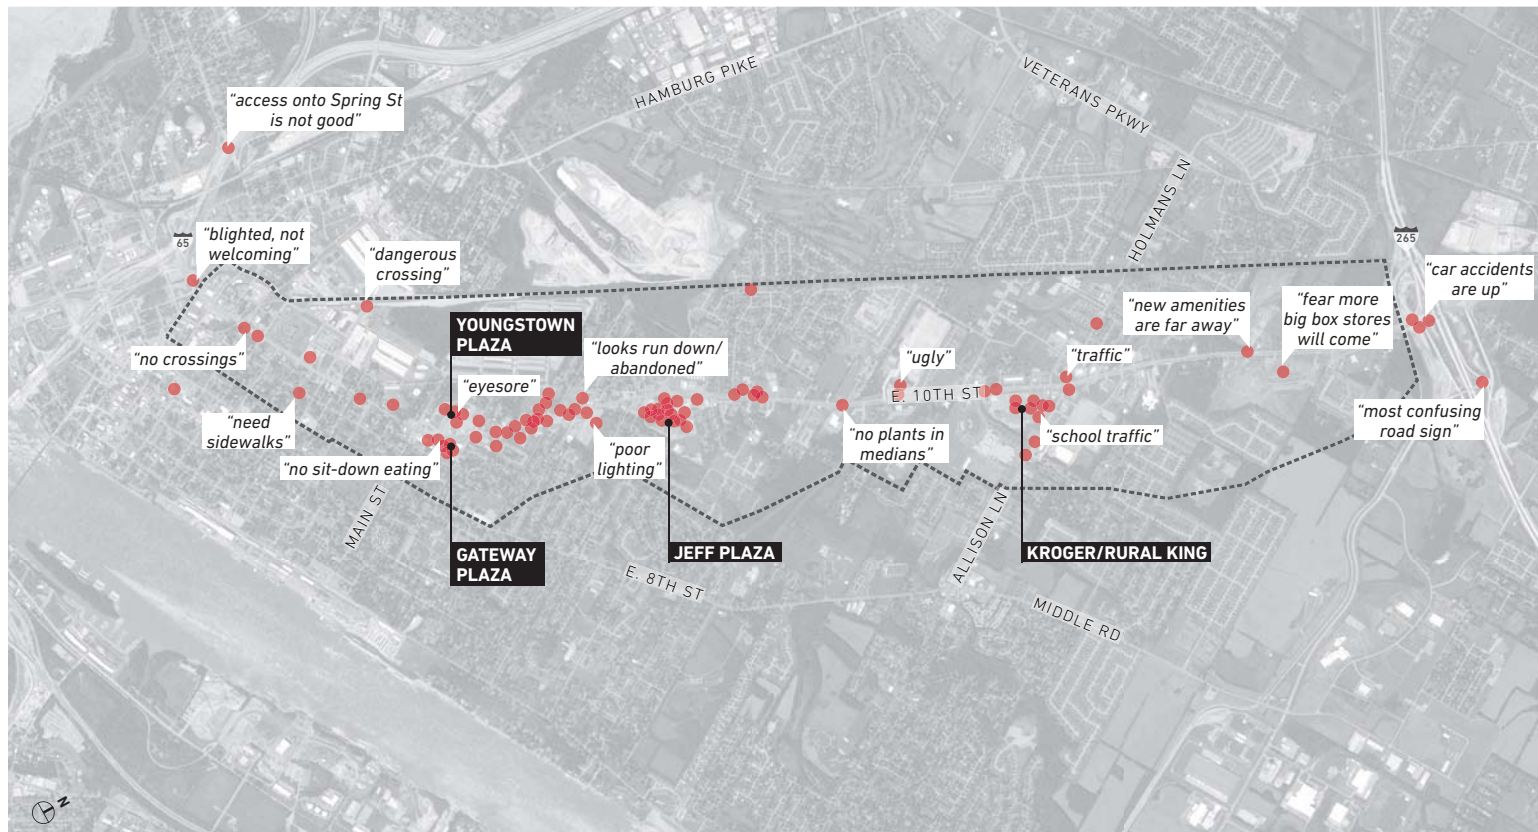 HAMBURG PIKE
VETERANS PKWY
“access onto Spring St
is not good”
HOLMANS LN
65
“blighted, not
welcoming”
265
“dangerous
crossing”
“car accidents
are up”
“new amenities
are far away”
“fear more
big box stores
will come”
YOUNGSTOWN
PLAZA
“no crossings”
“looks run down/
abandoned”
“ugly”
“traffic”
“eyesore”
E. 10TH ST
“need
sidewalks”
“most confusing
road sign”
“no plants in
medians”
“school traffic”
“no sit-down eating”
“poor
lighting”
MAIN ST
ALLISON LN
GATEWAY
PLAZA
JEFF PLAZA
KROGER/RURAL KING
E. 8TH ST
MIDDLE RD
N